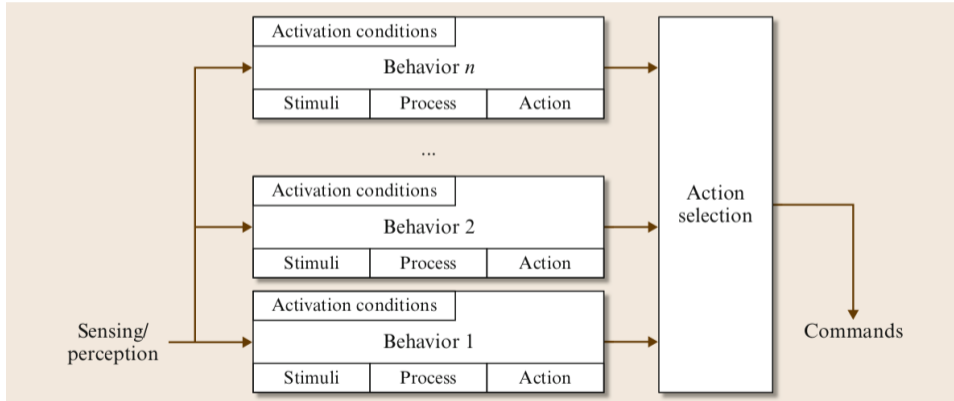 Activation conditions
Behavior n
Stimuli Process Action
...
Activation conditions
Behavior 2
Stimuli Process Action
Activation conditions
Behavior 1
Stimuli Process Action
Sensing/
perception
Action
selection
Commands